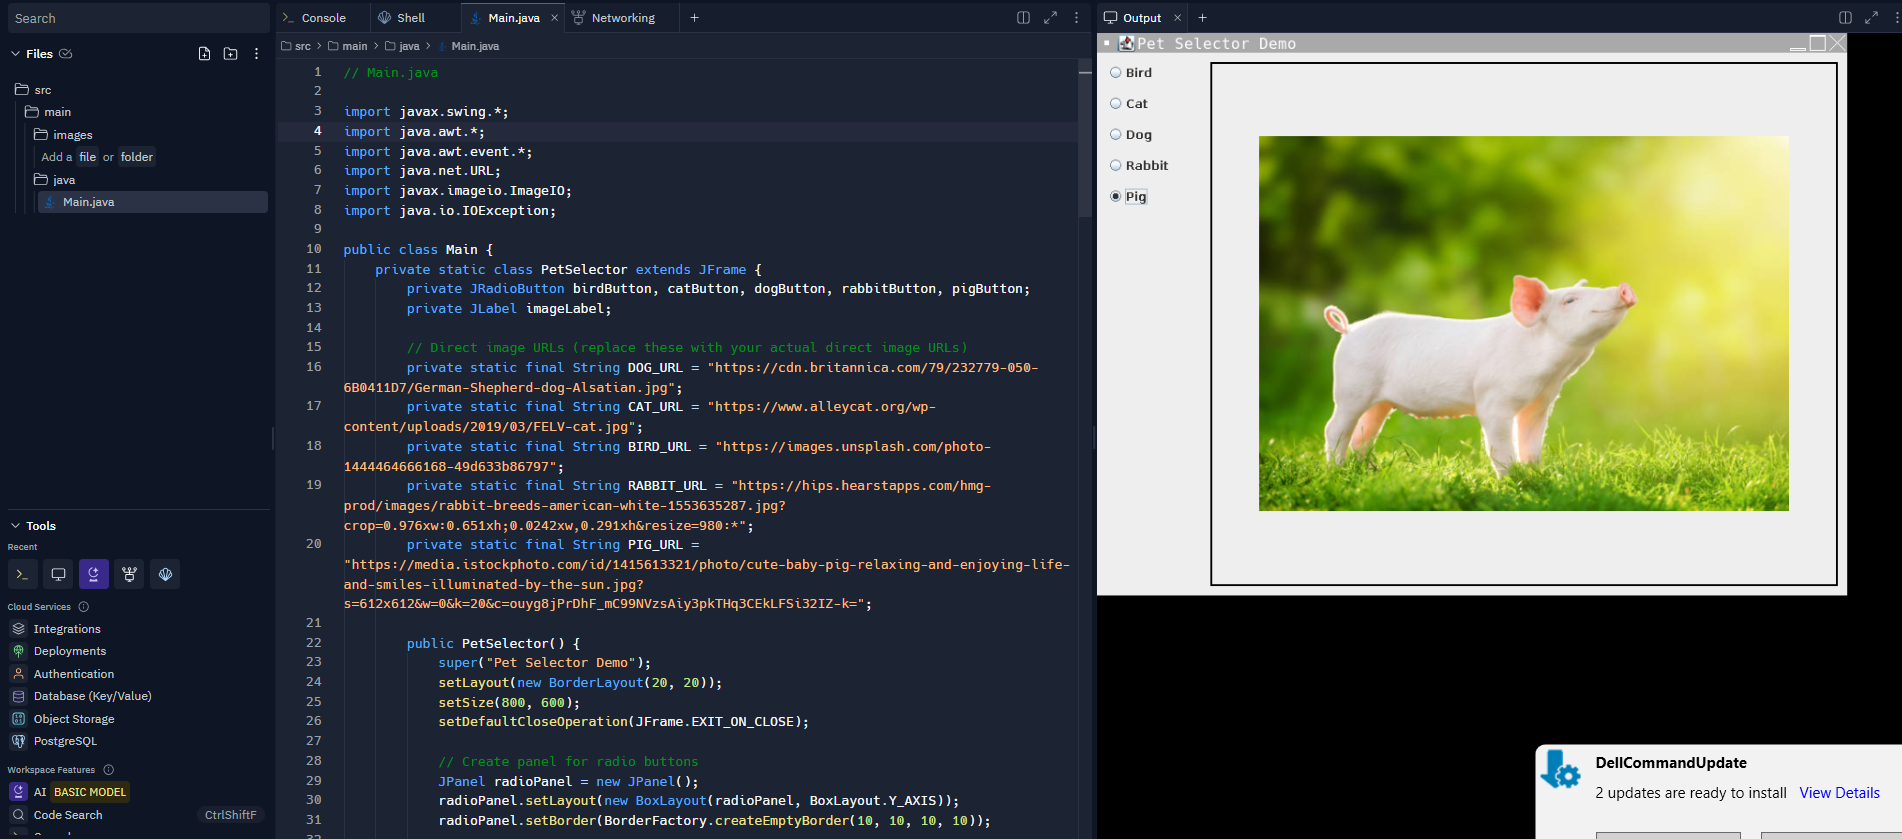 Search
Files
src
main
images
Add a file or folder
java
Main.java
Tools
Recent
Cloud Services
Integrations
Deployments
Authentication
Database (Key/Value)
Object Storage
PostgreSQL
Workspace Features
AI BASIC MODEL
Code Search CtrlShiftF
Console
Shell
Main.java
Networking
src > main > java > Main.java
1 // Main.java
2
3 import javax.swing.*;
4 import java.awt.*;
5 import java.awt.event.*;
6 import java.net.URL;
7 import javax.imageio.ImageIO;
8 import java.io.IOException;
9
10 public class Main {
11 private static class PetSelector extends JFrame {
12 private JRadioButton birdButton, catButton, dogButton, rabbitButton, pigButton;
13 private JLabel imageLabel;
14
15 // Direct image URLs (replace these with your actual direct image URLs)
16 private static final String DOG_URL = "https://cdn.britannica.com/79/232779-050-
6B0411D7/German-Shepherd-dog-Alsatian.jpg";
17 private static final String CAT_URL = "https://www.alleycat.org/wp-
content/uploads/2019/03/FELV-cat.jpg";
18 private static final String BIRD_URL = "https://images.unsplash.com/photo-
1444464666168-49d633b86797";
19 private static final String RABBIT_URL = "https://hips.hearstapps.com/hmg-
prod/images/rabbit-breeds-american-white-1553635287.jpg?
crop=0.976xw:0.651xh;0.0242xw,0.291xh&resize=980:*";
20 private static final String PIG_URL =
"https://media.istockphoto.com/id/1415613321/photo/cute-baby-pig-relaxing-and-enjoying-life-
and-smiles-illuminated-by-the-sun.jpg?
s=612x612&w=0&k=20&c=ouyg8jPrDhF_mC99NVzsAiy3pkTHq3CEkLFSi32IZ-k=";
21
22 public PetSelector() {
23 super("Pet Selector Demo");
24 setLayout(new BorderLayout(20, 20));
25 setSize(800, 600);
26 setDefaultCloseOperation(JFrame.EXIT_ON_CLOSE);
27
28 // Create panel for radio buttons
29 JPanel radioPanel = new JPanel();
30 radioPanel.setLayout(new BoxLayout(radioPanel, BoxLayout.Y_AXIS));
31 radioPanel.setBorder(BorderFactory.createEmptyBorder(10, 10, 10, 10));
Output
Pet Selector Demo
Bird
Cat
Dog
Rabbit
Pig
DellCommandUpdate
2 updates are ready to install View Details